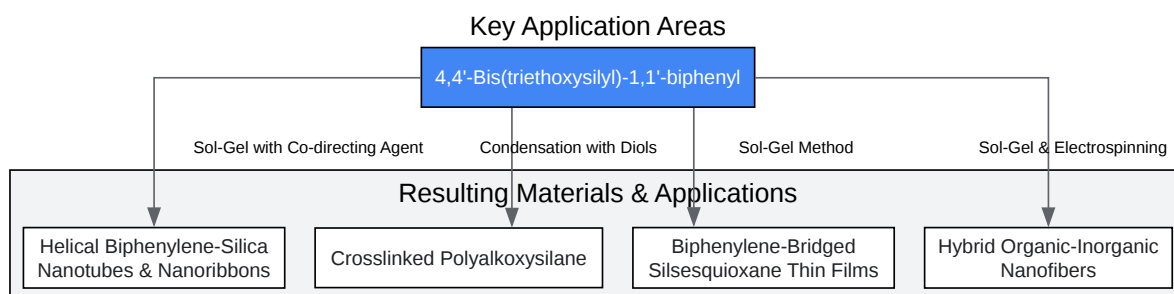 Key Application Areas
4,4'-Bis(triethoxysilyl)-1,1'-biphenyl
Sol-Gel with Co-directing Agent
Condensation with Diols
Sol-Gel Method
Sol-Gel & Electrospinning
Resulting Materials & Applications
Helical Biphenylene-Silica
Nanotubes & Nanoribbons
Crosslinked Polyalkoxysilane
Biphenylene-Bridged
Silsesquioxane Thin Films
Hybrid Organic-Inorganic
Nanofibers